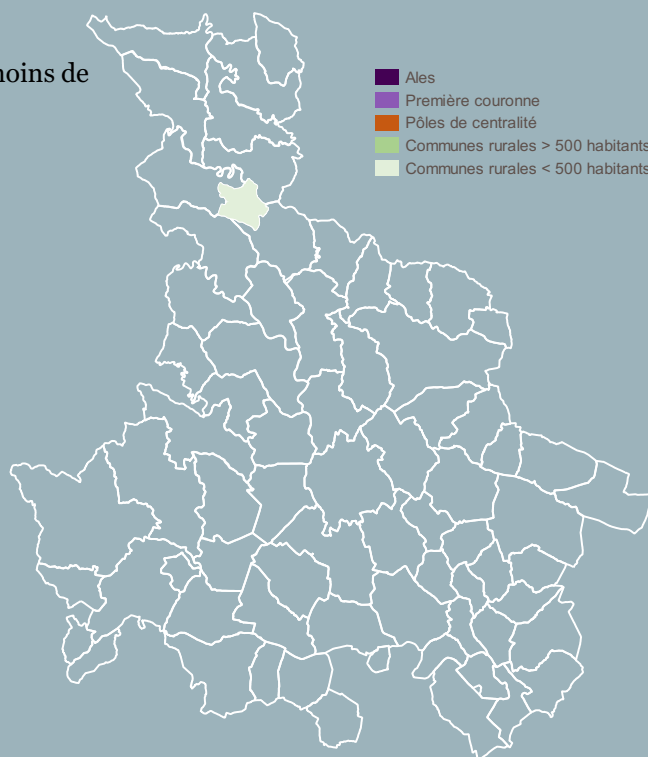 moins de
Ales
Première couronne
Pôles de centralité
Communes rurales > 500 habitants
Communes rurales < 500 habitants